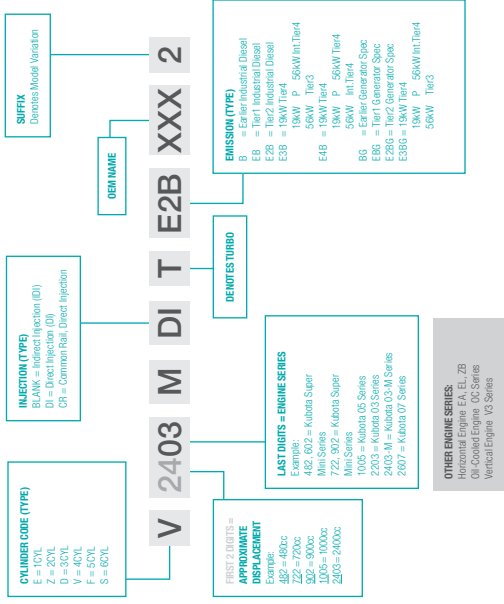 CYLINDER CODE (TYPE)
E = 1CYL
Z = 2CYL
D = 3CYL
V = 4CYL
F = 5CYL
S = 6CYL
INJECTION (TYPE)
BLANK = Indirect Injection (IDI)
DI = Direct Injection (DI)
CR = Common Rail, Direct Injection
SUFFIX
Denotes Model Variation
OEM NAME
V 2403 M DI T E2B XXX 2
FIRST 2 DIGITS =
APPROXIMATE
DISPLACEMENT
Example:
482 = 480cc
722 = 720cc
902 = 900cc
1005 = 1000cc
2403 = 2400cc
LAST DIGITS = ENGINE SERIES
Example:
482, 602 = Kubota Super
Mini Series
722, 902 = Kubota Super
Mini Series
1005 = Kubota 05 Series
2203 = Kubota 03 Series
2403-M = Kubota 03-M Series
2607 = Kubota 07 Series
DENOTES TURBO
EMISSION (TYPE)
B = Earlier Industrial Diesel
EB = Tier1 Industrial Diesel
E2B = Tier2 Industrial Diesel
E3B = 19kW Tier4
19kW P 56kW Int.Tier4
56kW Tier3
E4B = 19kW Tier4
19kW P 56kW Tier4
56kW Int.Tier4
BG = Earlier Generator Spec
EBG = Tier1 Generator Spec
E2BG = Tier2 Generator Spec
E3BG = 19kW Tier4
19kW P 56kW Int.Tier4
56kW Tier3
OTHER ENGINE SERIES:
Horizontal Engine EA, EL, ZB
Oil-Cooled Engine OC Series
Vertical Engine V3 Series